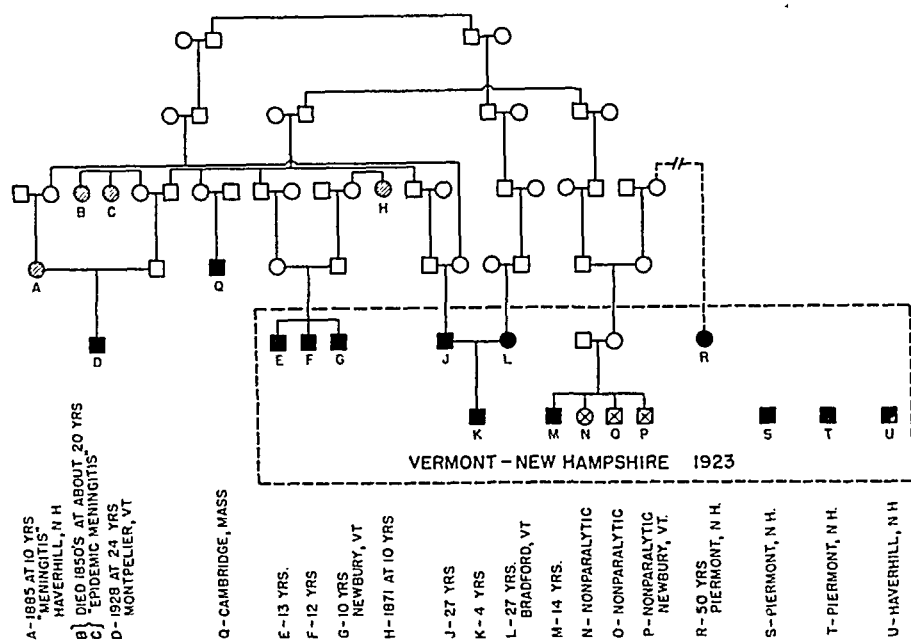 B
C
H
A
Q
D
E
F
G
J
L
R
K
M
N
O
P
S
T
U
VERMONT-NEW HAMPSHIRE 1923
A-1885 AT 10 YRS
"MENINGITIS"
HAVERHILL, N H
B} DIED 1850'S AT ABOUT 20 YRS
C} "EPIDEMIC MENINGITIS"
D-1928 AT 24 YRS
MONTPELIER, VT
Q-CAMBRIDGE, MASS
E-13 YRS.
F-12 YRS
G-10 YRS
NEWBURY, VT
H-1871 AT 10 YRS
J-27 YRS
K-4 YRS
L-27 YRS.
BRADFORD, VT
M-14 YRS.
N-NONPARALYTIC
O-NONPARALYTIC
P-NONPARALYTIC
NEWBURY, VT.
R-50 YRS
PIERMONT, N H.
S-PIERMONT, N H.
T-PIERMONT, N H.
U-HAVERHILL, N H